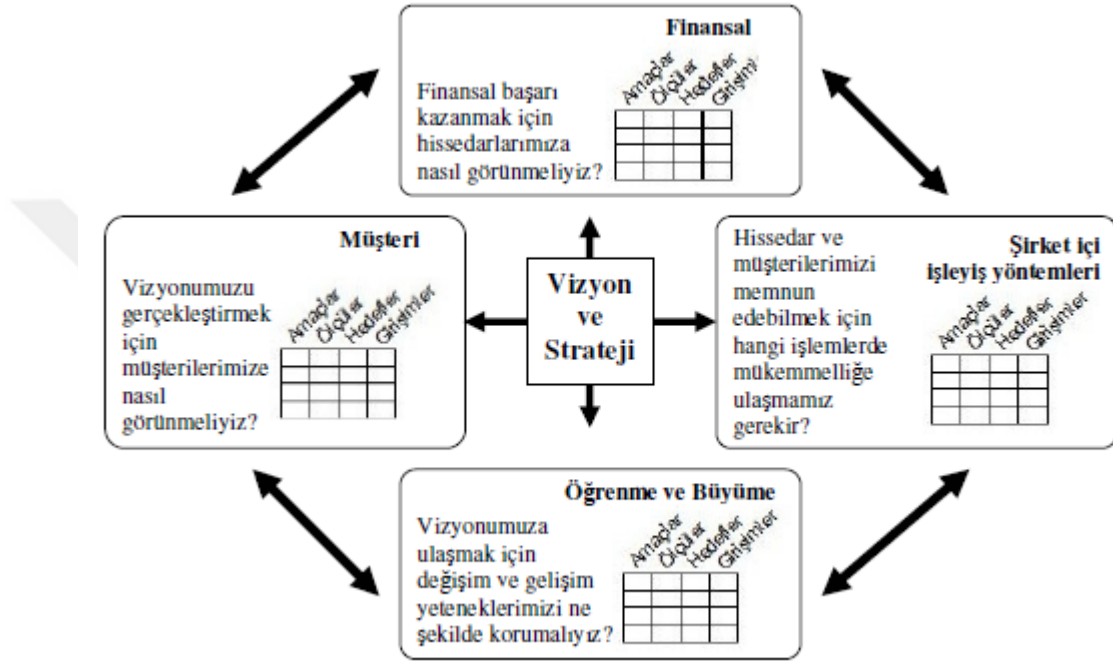 Finansal
Amaçlar
Ölçüler
Hedefler
Girişimler
Finansal başarı
kazanmak için
hissedarlarımıza
nasıl görünmeliyiz?
Müşteri
Amaçlar
Ölçüler
Hedefler
Girişimler
Vizyonumuzu
gerçekleştirmek
için
müşterilerimize
nasıl
görünmeliyiz?
Vizyon
ve
Strateji
Şirket içi
işleyiş yöntemleri
Amaçlar
Ölçüler
Hedefler
Girişimler
Hissedar ve
müşterilerimizi
memnun
edebilmek için
hangi işlemlerde
mükemmelliğe
ulaşmamız
gerekir?
Öğrenme ve Büyüme
Amaçlar
Ölçüler
Hedefler
Girişimler
Vizyonumuza
ulaşmak için
değişim ve gelişim
yeteneklerimizi ne
şekilde korumalıyız?